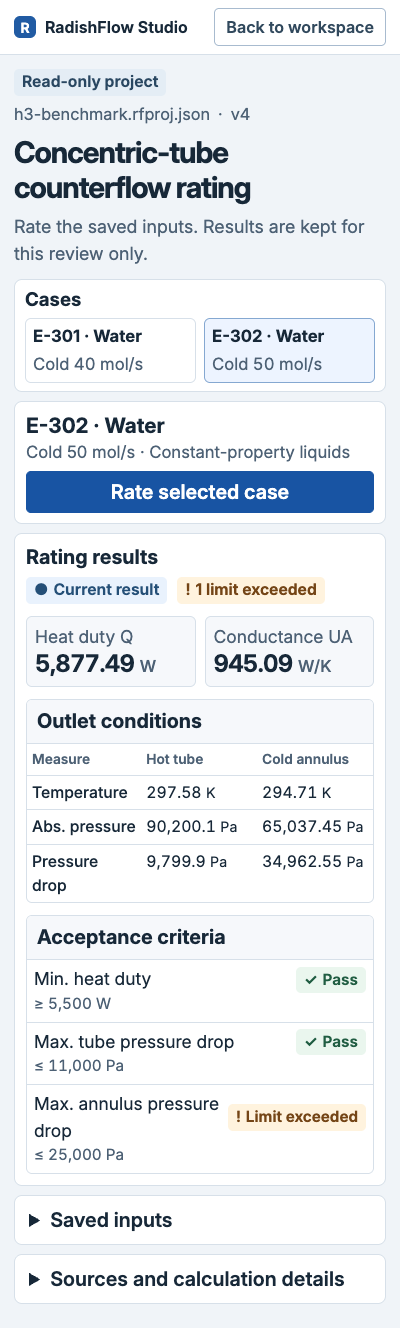 R RadishFlow Studio Back to workspace
Read-only project
h3-benchmark.rfproj.json · v4
Concentric-tube
counterflow rating
Rate the saved inputs. Results are kept for
this review only.
Cases
E-301 · Water E-302 · Water
Cold 40 mol/s Cold 50 mol/s
E-302 · Water
Cold 50 mol/s · Constant-property liquids
Rate selected case
Rating results
Current result ! 1 limit exceeded
Heat duty Q Conductance UA
5,877.49 W 945.09 W/K
Outlet conditions
Measure Hot tube Cold annulus
Temperature 297.58 K 294.71 K
Abs. pressure 90,200.1 Pa 65,037.45 Pa
Pressure 9,799.9 Pa 34,962.55 Pa
drop
Acceptance criteria
Min. heat duty ✓ Pass
≥ 5,500 W
Max. tube pressure drop ✓ Pass
≤ 11,000 Pa
Max. annulus pressure
drop ! Limit exceeded
≤ 25,000 Pa
Saved inputs
Sources and calculation details